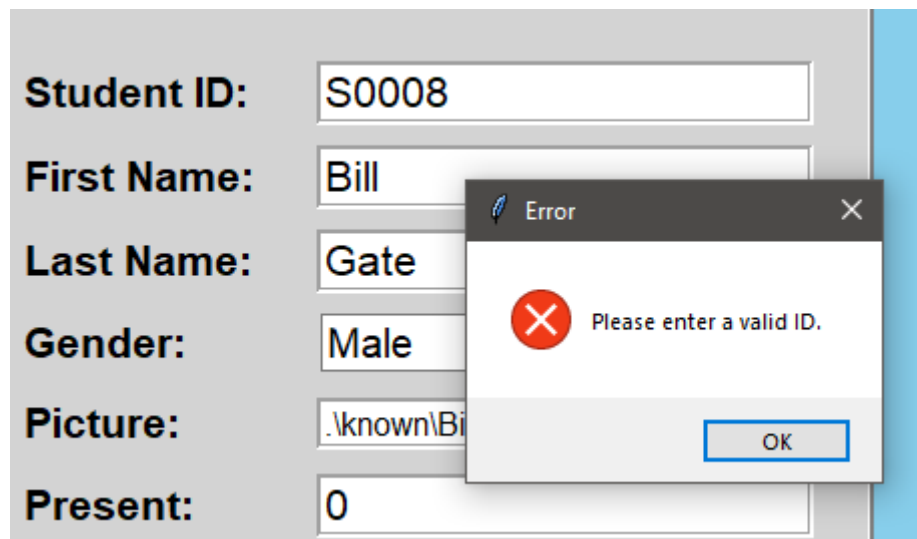 Student ID: S0008
First Name: Bill
Last Name: Gate
Gender: Male
Picture: .\known\Bi
Present: 0
Error
Please enter a valid ID.
OK